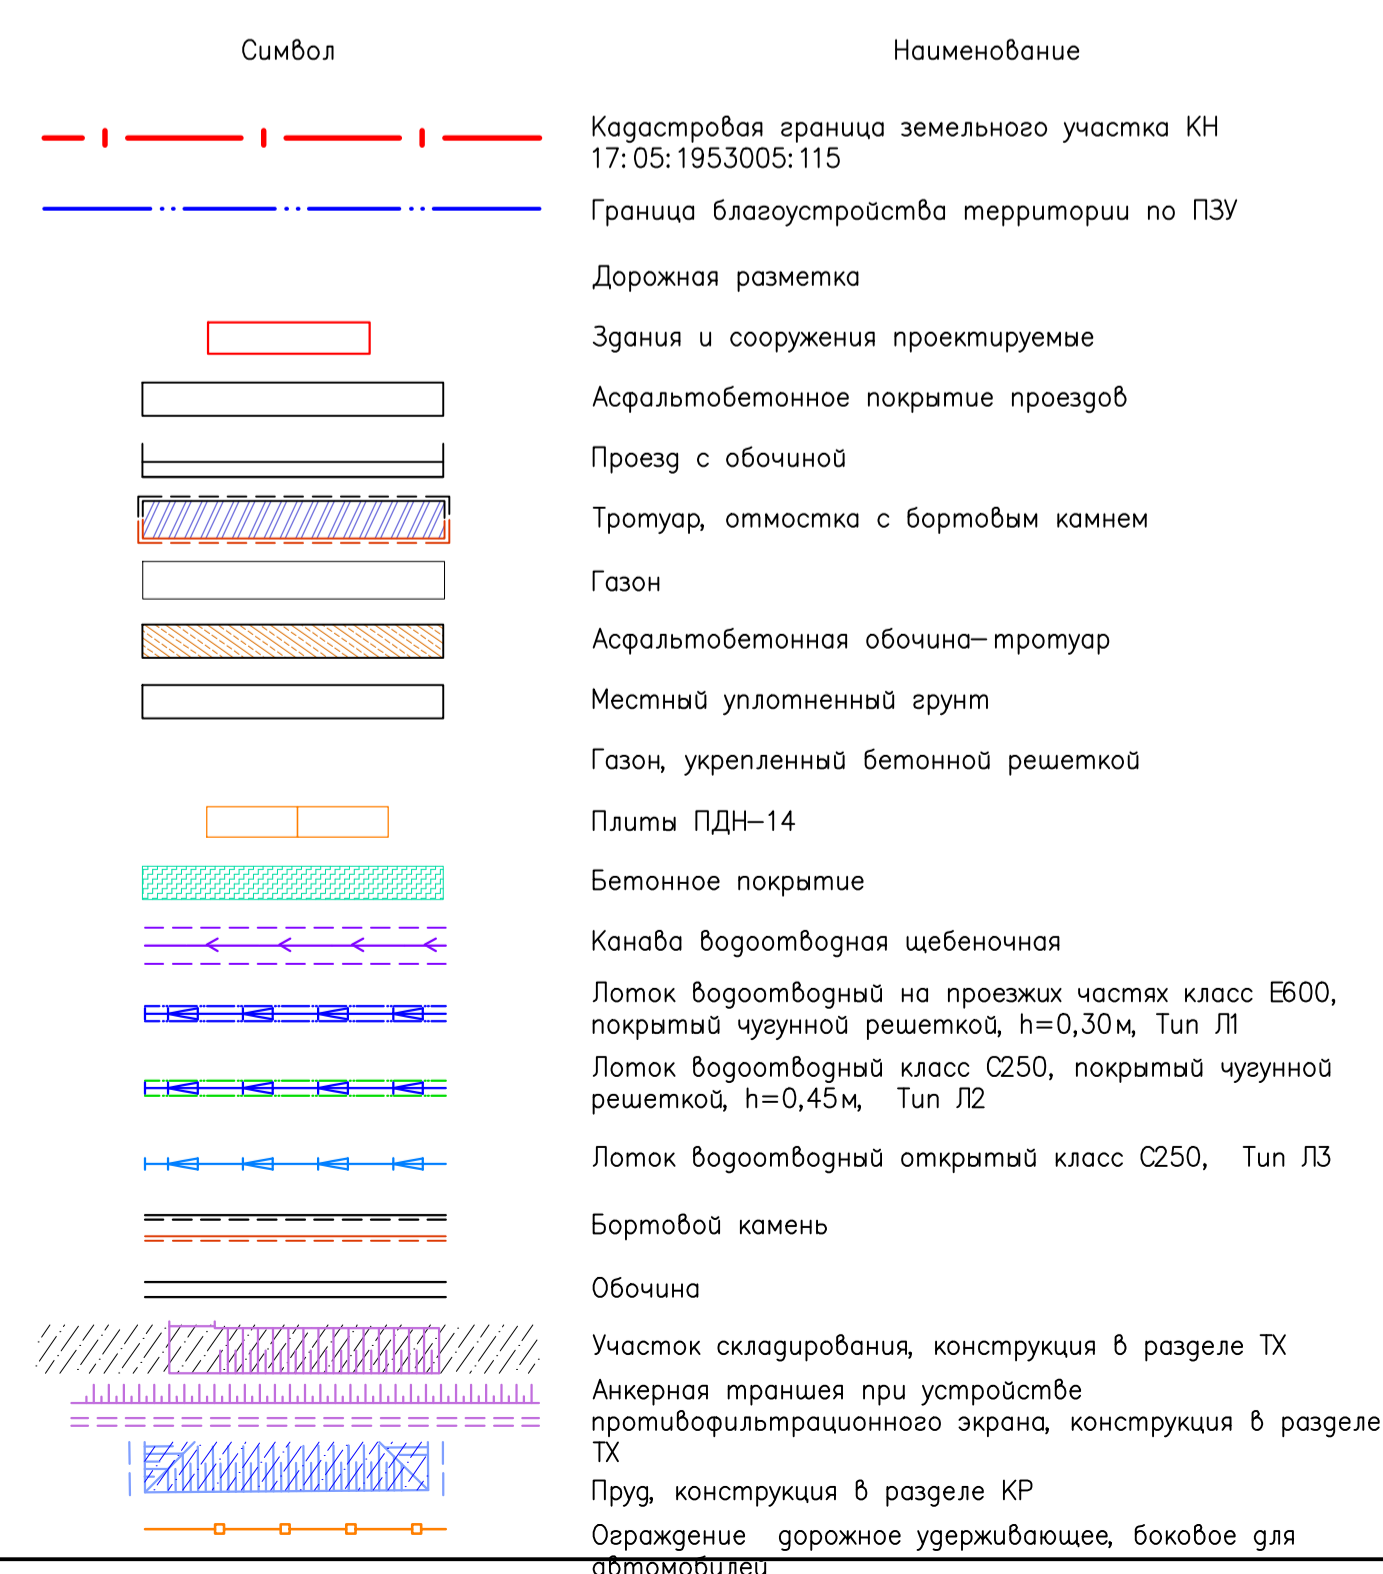 Символ
Наименование
Кадастровая граница земельного участка КН
17:05:1953005:115
Граница благоустройства территории по ПЗУ
Дорожная разметка
Здания и сооружения проектируемые
Асфальтобетонное покрытие проездов
Проезд с обочиной
Тротуар, отмостка с бортовым камнем
Газон
Асфальтобетонная обочина-тротуар
Местный уплотненный грунт
Газон, укрепленный бетонной решеткой
Плиты ПДН-14
Бетонное покрытие
Канава водоотводная щебеночная
Лоток водоотводный на проезжих частях класс Е600,
покрытый чугунной решеткой, h=0,30м, Тип Л1
Лоток водоотводный класс С250, покрытый чугунной
решеткой, h=0,45м, Тип Л2
Лоток водоотводный открытый класс С250, Тип Л3
Бортовой камень
Обочина
Участок складирования, конструкция в разделе ТХ
Анкерная траншея при устройстве
противофильтрационного экрана, конструкция в разделе
ТХ
Пруд, конструкция в разделе КР
Ограждение дорожное удерживающее, боковое для
автомобилей